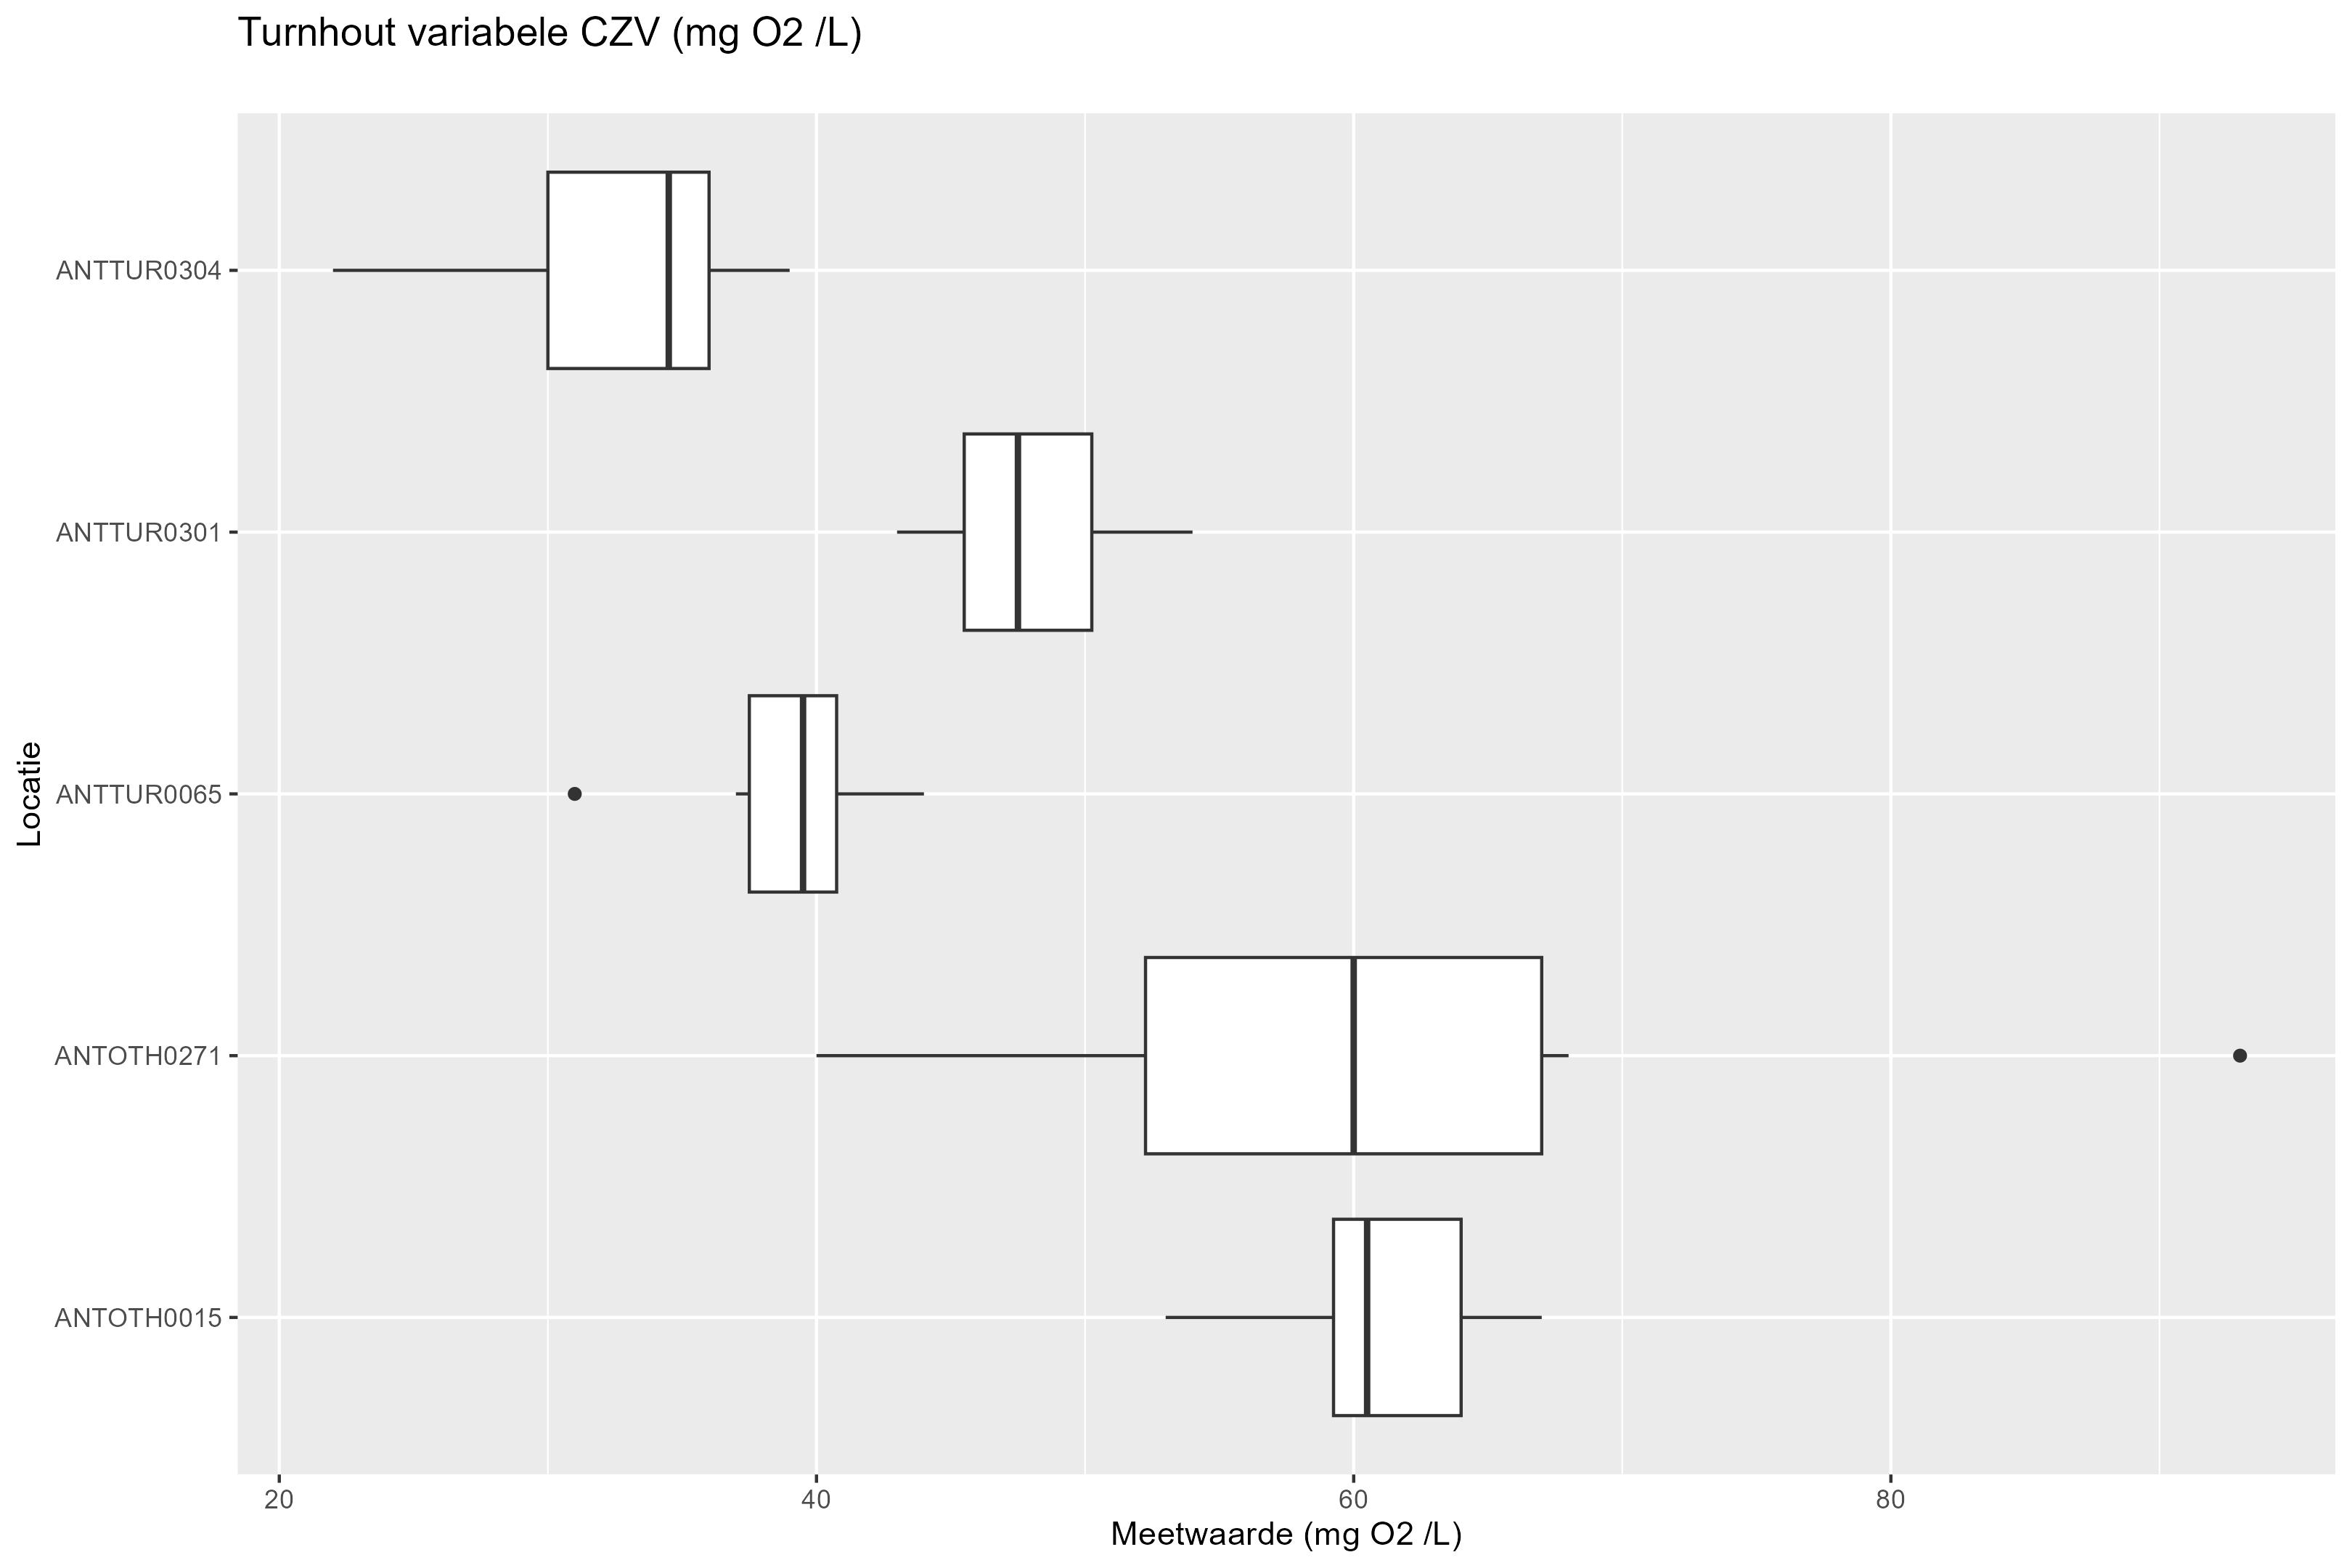 Turnhout variabele CZV (mg O2 /L)
ANTTUR0304
ANTTUR0301
ANTTUR0065
ANTOTH0271
ANTOTH0015
Locatie
20 40 60 80
Meetwaarde (mg O2 /L)